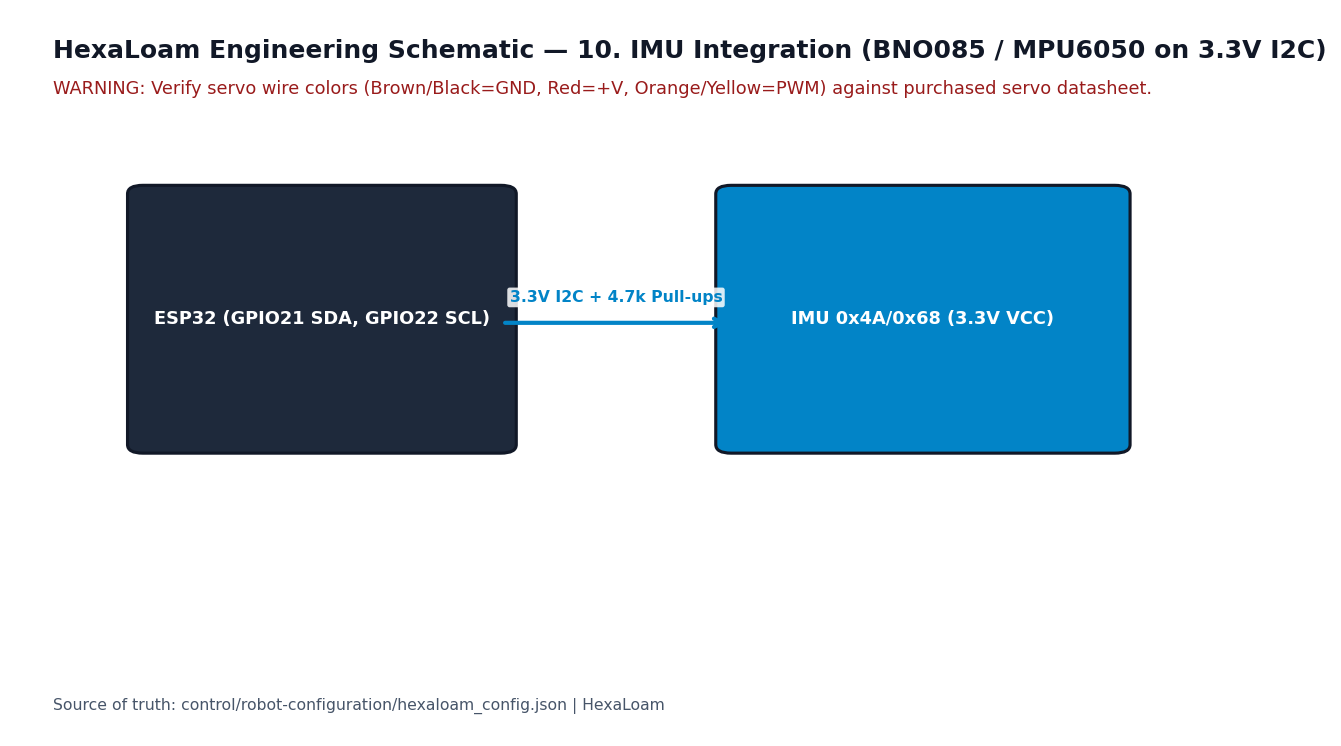 HexaLoam Engineering Schematic — 10. IMU Integration (BNO085 / MPU6050 on 3.3V I2C)
WARNING: Verify servo wire colors (Brown/Black=GND, Red=+V, Orange/Yellow=PWM) against purchased servo datasheet.
3.3V I2C + 4.7k Pull-ups
ESP32 (GPIO21 SDA, GPIO22 SCL)
IMU 0x4A/0x68 (3.3V VCC)
Source of truth: control/robot-configuration/hexaloam_config.json | HexaLoam